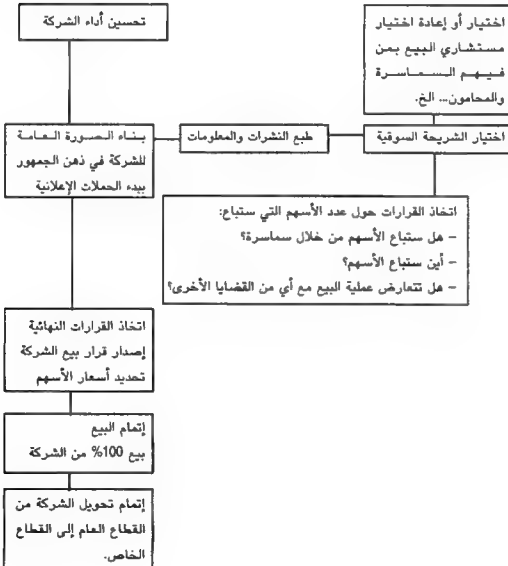 تحسين أداء الشركة
اختيار أو إعادة اختيار
مستشاري البيع بمن
فيهم السماسرة
والمحامون... الخ.
اختيار الشريحة السوقية
طبع النشرات والمعلومات
بناء الصورة العامة
للشركة في ذهن الجمهور
ببدء الحملات الإعلانية
اتخاذ القرارات حول عدد الأسهم التي ستباع:
– هل ستباع الأسهم من خلال سماسرة؟
– أين ستباع الأسهم؟
– هل تتعارض عملية البيع مع أي من القضايا الأخرى؟
اتخاذ القرارات النهائية
إصدار قرار بيع الشركة
تحديد أسعار الأسهم
إتمام البيع
بيع 100% من الشركة
إتمام تحويل الشركة من
القطاع العام إلى القطاع
الخاص.